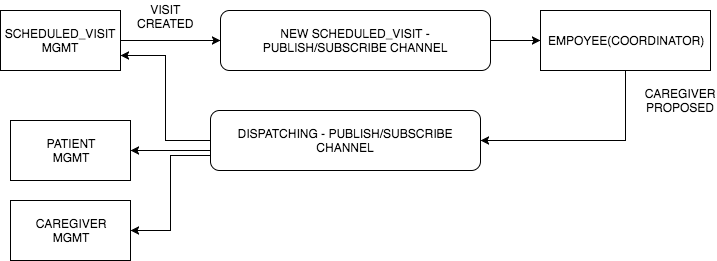 VISIT
CREATED
SCHEDULED_VISIT
MGMT
NEW SCHEDULED_VISIT -
PUBLISH/SUBSCRIBE CHANNEL
EMPOYEE(COORDINATOR)
CAREGIVER
PROPOSED
DISPATCHING - PUBLISH/SUBSCRIBE
CHANNEL
PATIENT
MGMT
CAREGIVER
MGMT